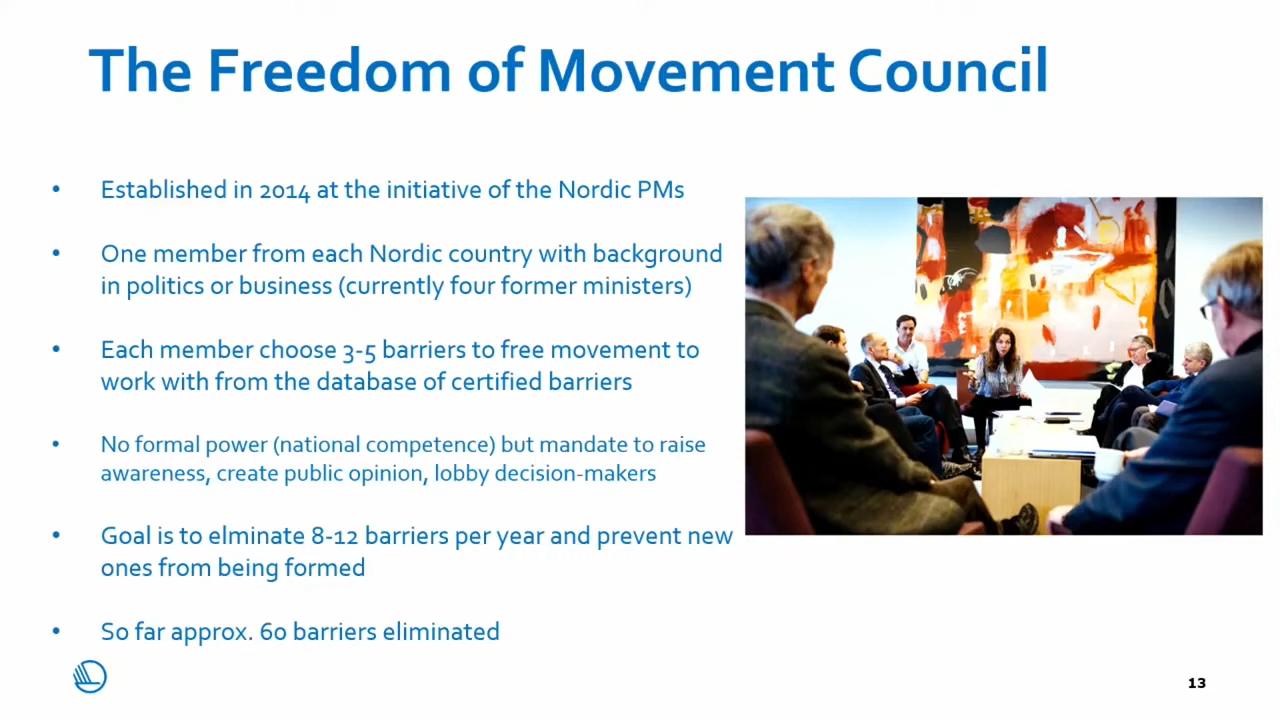 The Freedom of Movement Council
• Established in 2014 at the initiative of the Nordic PMs
• One member from each Nordic country with background
in politics or business (currently four former ministers)
• Each member choose 3-5 barriers to free movement to
work with from the database of certified barriers
• No formal power (national competence) but mandate to raise
awareness, create public opinion, lobby decision-makers
• Goal is to elminate 8-12 barriers per year and prevent new
ones from being formed
• So far approx. 60 barriers eliminated
13